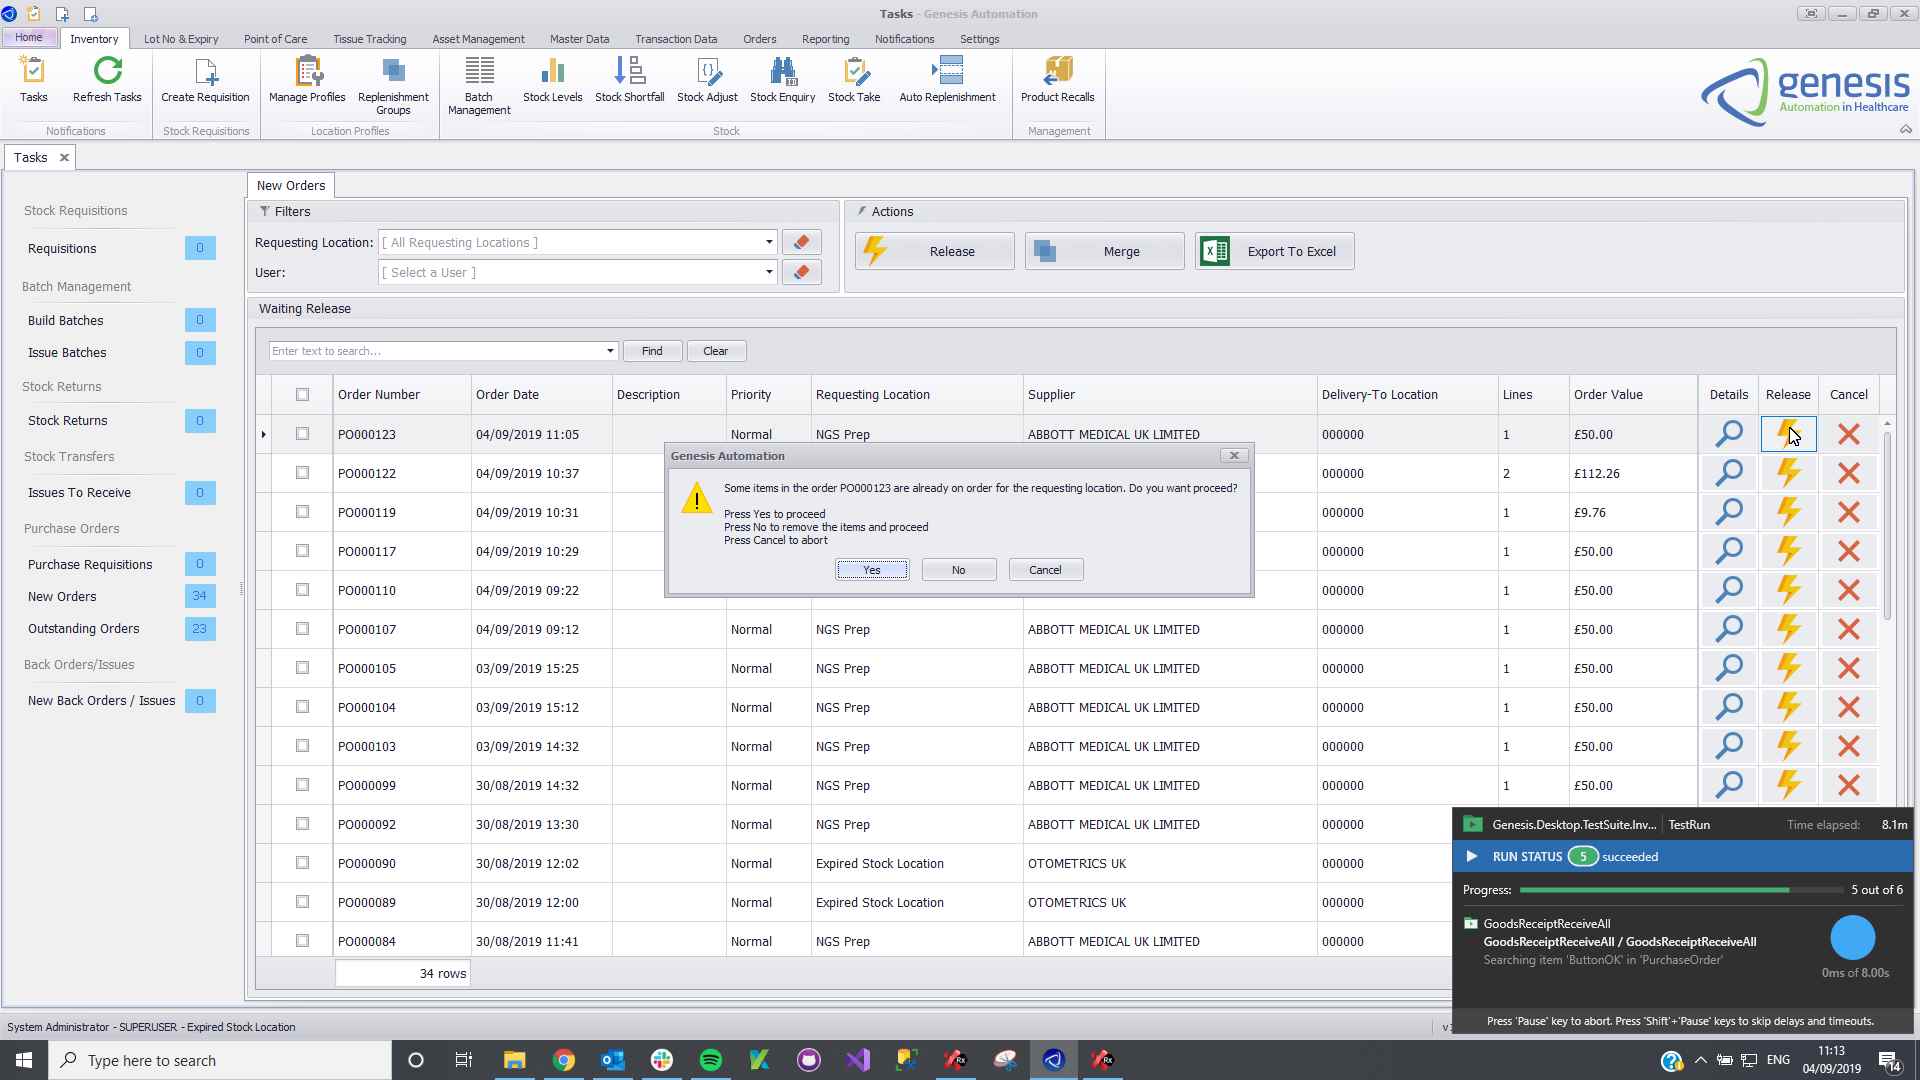 Tasks - Genesis Automation
Home
Inventory
Lot No & Expiry
Point of Care
Tissue Tracking
Asset Management
Master Data
Transaction Data
Orders
Reporting
Notifications
Settings
Tasks
Refresh Tasks
Create Requisition
Manage Profiles
Replenishment Groups
Batch Management
Stock Levels
Stock Shortfall
Stock Adjust
Stock Enquiry
Stock Take
Auto Replenishment
Product Recalls
Notifications
Stock Requisitions
Location Profiles
Stock
Management
genesis
Automation in Healthcare
Tasks
Stock Requisitions
Requisitions 0
Batch Management
Build Batches 0
Issue Batches 0
Stock Returns
Stock Returns 0
Stock Transfers
Issues To Receive 0
Purchase Orders
Purchase Requisitions 0
New Orders 34
Outstanding Orders 23
Back Orders/Issues
New Back Orders / Issues 0
New Orders
Filters
Requesting Location: [ All Requesting Locations ]
User: [ Select a User ]
Actions
Release
Merge
Export To Excel
Waiting Release
Enter text to search...
Find
Clear
Order Number Order Date Description Priority Requesting Location Supplier Delivery-To Location Lines Order Value Details Release Cancel
PO000123 04/09/2019 11:05 Normal NGS Prep ABBOTT MEDICAL UK LIMITED 000000 1 £50.00
PO000122 04/09/2019 10:37 000000 2 £112.26
PO000119 04/09/2019 10:31 000000 1 £9.76
PO000117 04/09/2019 10:29 000000 1 £50.00
PO000110 04/09/2019 09:22 000000 1 £50.00
PO000107 04/09/2019 09:12 Normal NGS Prep ABBOTT MEDICAL UK LIMITED 000000 1 £50.00
PO000105 03/09/2019 15:25 Normal NGS Prep ABBOTT MEDICAL UK LIMITED 000000 1 £50.00
PO000104 03/09/2019 15:12 Normal NGS Prep ABBOTT MEDICAL UK LIMITED 000000 1 £50.00
PO000103 03/09/2019 14:32 Normal NGS Prep ABBOTT MEDICAL UK LIMITED 000000 1 £50.00
PO000099 30/08/2019 14:32 Normal NGS Prep ABBOTT MEDICAL UK LIMITED 000000 1 £50.00
PO000092 30/08/2019 13:30 Normal NGS Prep ABBOTT MEDICAL UK LIMITED 000000
PO000090 30/08/2019 12:02 Normal Expired Stock Location OTOMETRICS UK 000000
PO000089 30/08/2019 12:00 Normal Expired Stock Location OTOMETRICS UK 000000
PO000084 30/08/2019 11:41 Normal NGS Prep ABBOTT MEDICAL UK LIMITED 000000
34 rows
Genesis Automation
Some items in the order PO000123 are already on order for the requesting location. Do you want proceed?
Press Yes to proceed
Press No to remove the items and proceed
Press Cancel to abort
Yes
No
Cancel
Genesis.Desktop.TestSuite.Inv... TestRun Time elapsed: 8.1m
RUN STATUS 5 succeeded
Progress: 5 out of 6
GoodsReceiptReceiveAll
GoodsReceiptReceiveAll / GoodsReceiptReceiveAll
Searching item 'ButtonOK' in 'PurchaseOrder'
0ms of 8.00s
Press 'Pause' key to abort. Press 'Shift'+'Pause' keys to skip delays and timeouts.
System Administrator - SUPERUSER - Expired Stock Location
Type here to search
ENG
11:13
04/09/2019
14